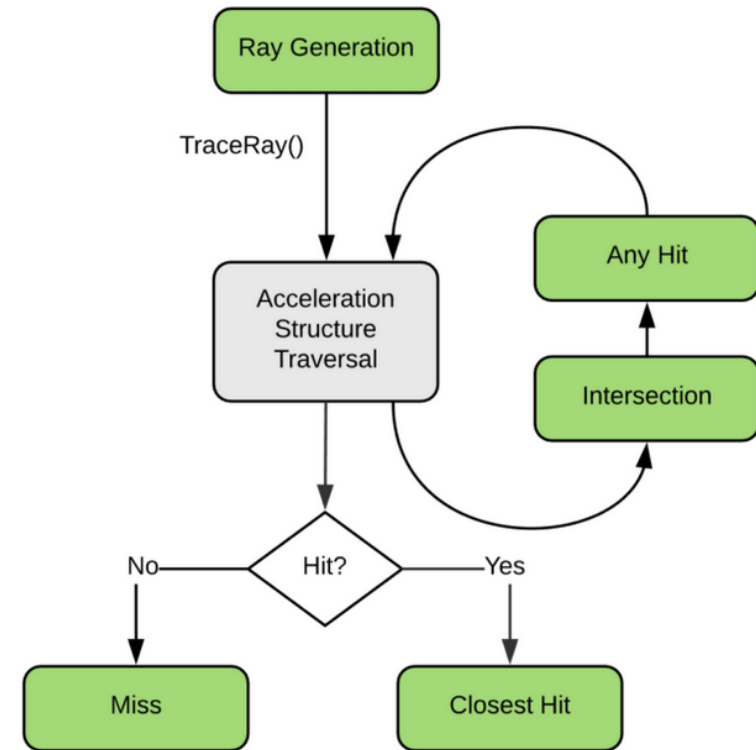 Ray Generation
TraceRay()
Any Hit
Acceleration
Structure
Traversal
Intersection
Hit?
No
Yes
Miss
Closest Hit